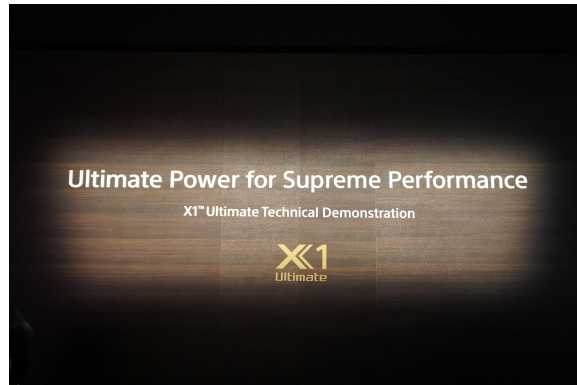 Ultimate Power for Supreme Performance
X1™ Ultimate Technical Demonstration
X1
Ultimate